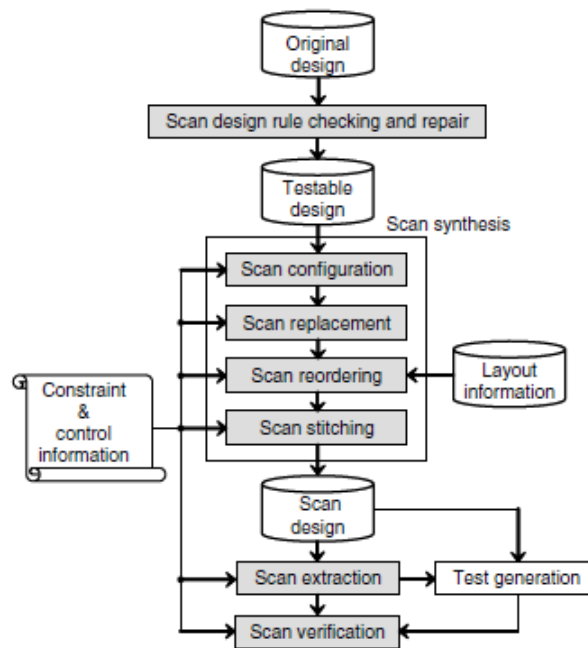 Original
design
Scan design rule checking and repair
Testable
design
Scan synthesis
Scan configuration
Scan replacement
Scan reordering
Layout
information
Constraint
&
control
information
Scan stitching
Scan
design
Scan extraction
Test generation
Scan verification